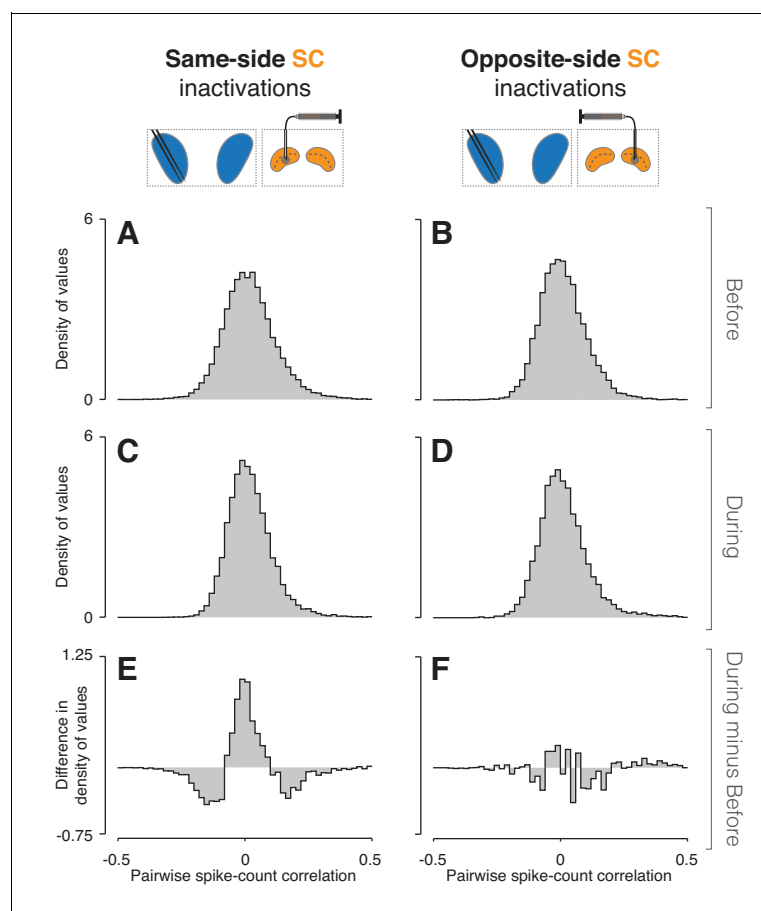 Same-side SC
inactivations
Opposite-side SC
inactivations
A
B
6
Density of values
0
Before
C
D
6
Density of values
0
During
E
F
1.25
Difference in
density of values
-0.75
During minus Before
-0.5
0
0.5
Pairwise spike-count correlation
-0.5
0
0.5
Pairwise spike-count correlation